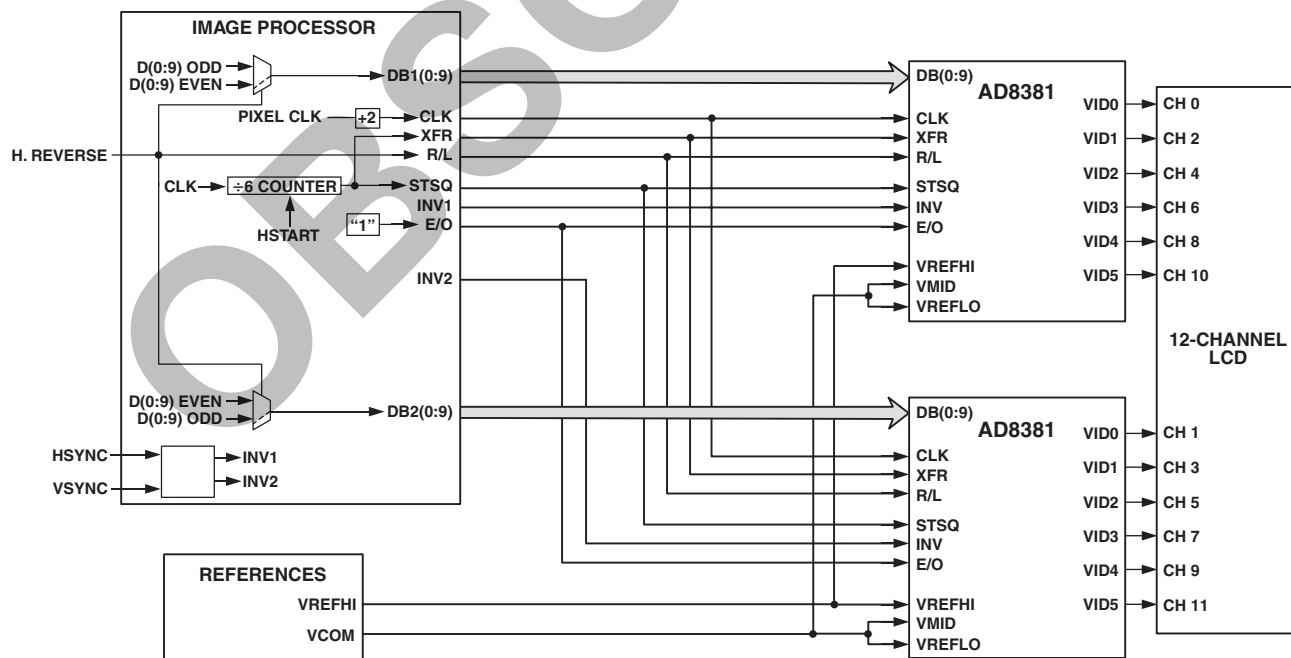 IMAGE PROCESSOR
D(0:9) ODD
D(0:9) EVEN
DB1(0:9)
PIXEL CLK
÷2
CLK
XFR
H. REVERSE
R/L
CLK
÷6 COUNTER
STSQ
INV1
HSTART
"1"
E/O
INV2
D(0:9) EVEN
D(0:9) ODD
DB2(0:9)
HSYNC
INV1
VSYNC
INV2
REFERENCES
VREFHI
VCOM
DB(0:9)
AD8381
CLK
XFR
R/L
STSQ
INV
E/O
VREFHI
VMID
VREFLO
VID0
VID1
VID2
VID3
VID4
VID5
DB(0:9)
AD8381
CLK
XFR
R/L
STSQ
INV
E/O
VREFHI
VMID
VREFLO
VID0
VID1
VID2
VID3
VID4
VID5
CH 0
CH 2
CH 4
CH 6
CH 8
CH 10
12-CHANNEL
LCD
CH 1
CH 3
CH 5
CH 7
CH 9
CH 11
OBSO